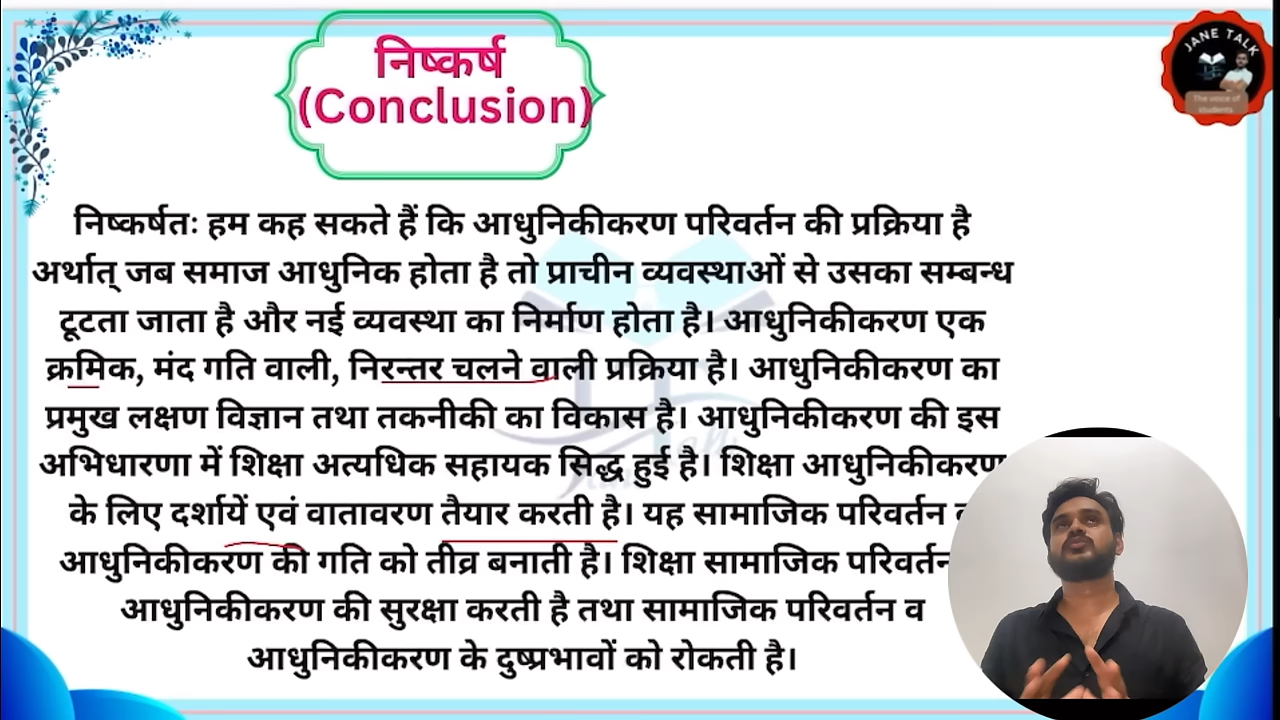 निष्कर्ष
(Conclusion)
JANE TALK
The voice of
students
निष्कर्षतः हम कह सकते हैं कि आधुनिकीकरण परिवर्तन की प्रक्रिया है
अर्थात् जब समाज आधुनिक होता है तो प्राचीन व्यवस्थाओं से उसका सम्बन्ध
टूटता जाता है और नई व्यवस्था का निर्माण होता है। आधुनिकीकरण एक
क्रमिक, मंद गति वाली, निरन्तर चलने वाली प्रक्रिया है। आधुनिकीकरण का
प्रमुख लक्षण विज्ञान तथा तकनीकी का विकास है। आधुनिकीकरण की इस
अभिधारणा में शिक्षा अत्यधिक सहायक सिद्ध हुई है। शिक्षा आधुनिकीकरण
के लिए दर्शायें एवं वातावरण तैयार करती है। यह सामाजिक परिवर्तन
आधुनिकीकरण की गति को तीव्र बनाती है। शिक्षा सामाजिक परिवर्तन
आधुनिकीकरण की सुरक्षा करती है तथा सामाजिक परिवर्तन व
आधुनिकीकरण के दुष्प्रभावों को रोकती है।